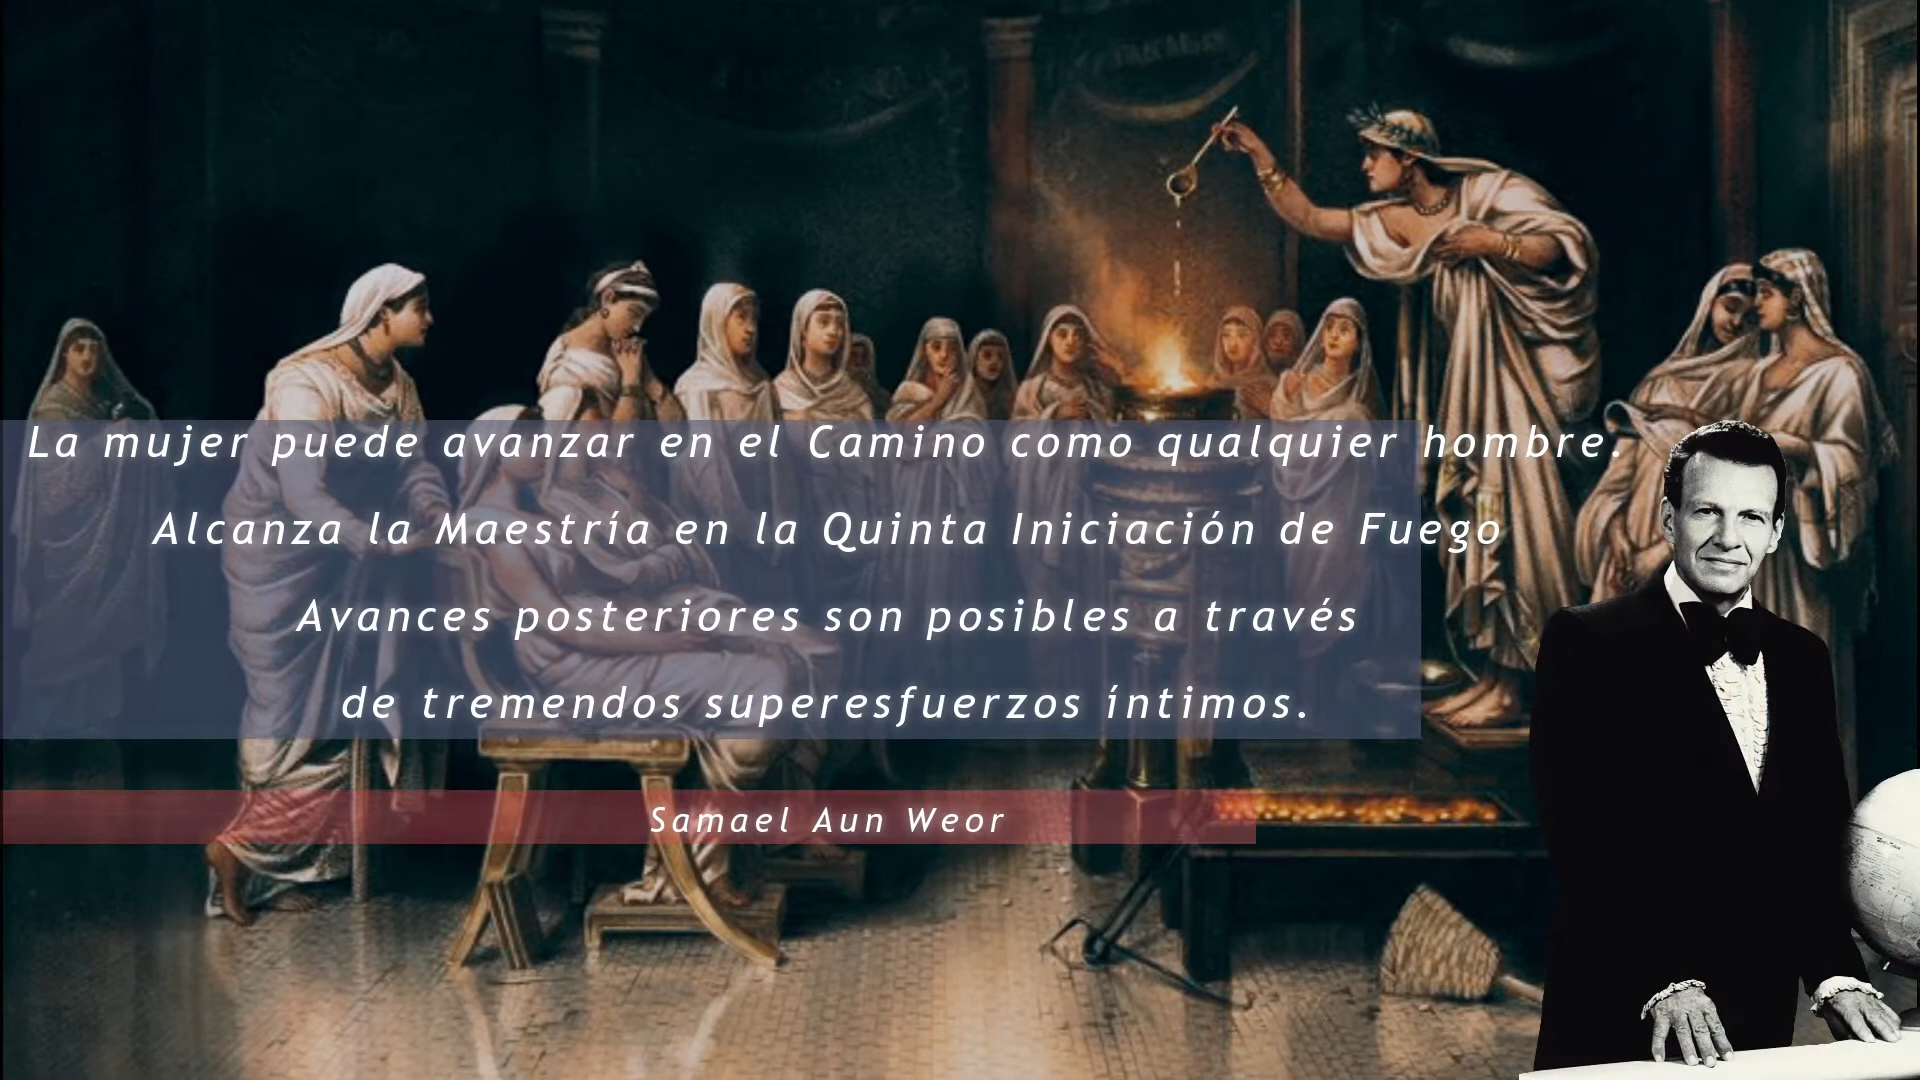 La mujer puede avanzar en el Camino como qualquier hombre.
Alcanza la Maestría en la Quinta Iniciación de Fuego
Avances posteriores son posibles a través
de tremendos superesfuerzos íntimos.
Samael Aun Weor